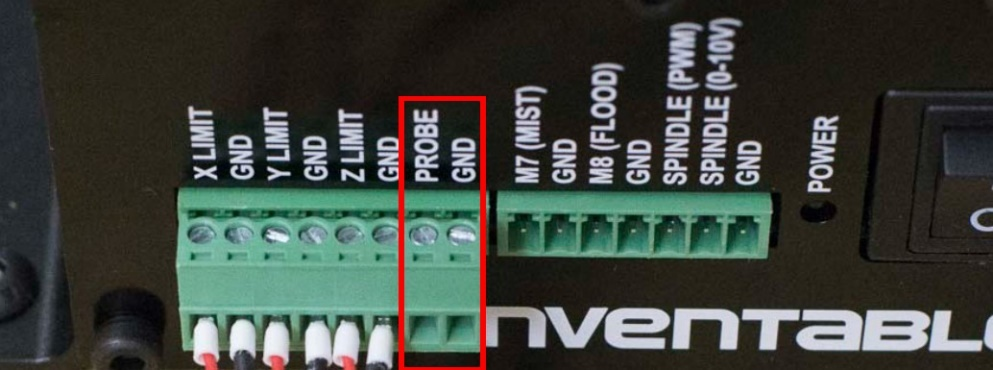 X LIMIT
GND
Y LIMIT
GND
Z LIMIT
GND
PROBE
GND
M7 (MIST)
GND
M8 (FLOOD)
GND
SPINDLE (PWM)
SPINDLE (0-10V)
GND
POWER
INVENTABLE